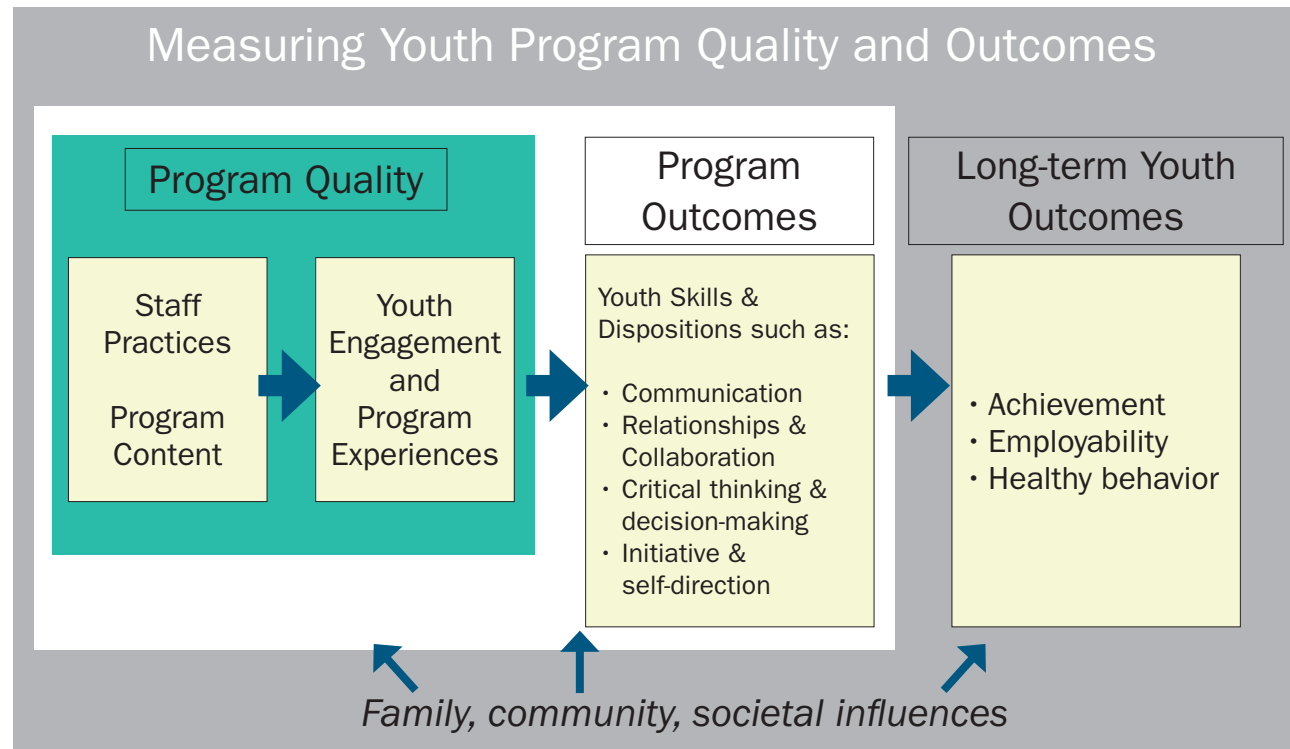 Measuring Youth Program Quality and Outcomes
Program Quality
Staff
Practices
Program
Content
Youth
Engagement
and
Program
Experiences
Program
Outcomes
Youth Skills &
Dispositions such as:
· Communication
· Relationships &
Collaboration
· Critical thinking &
decision-making
· Initiative &
self-direction
Long-term Youth
Outcomes
· Achievement
· Employability
· Healthy behavior
Family, community, societal influences